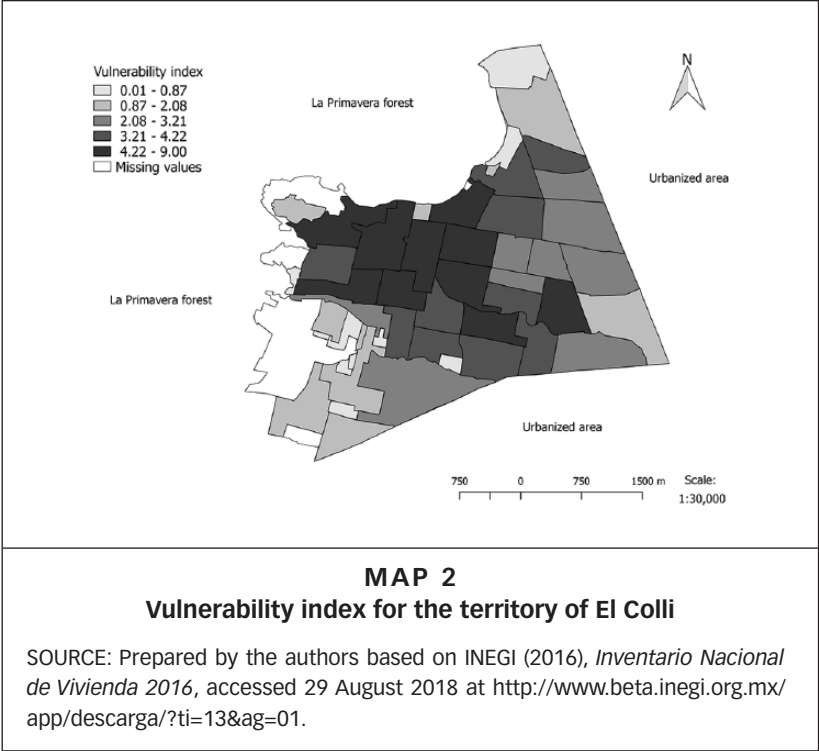 Vulnerability index
0.01 - 0.87
0.87 - 2.08
2.08 - 3.21
3.21 - 4.22
4.22 - 9.00
Missing values
La Primavera forest
N
Urbanized area
La Primavera forest
Urbanized area
750 0 750 1500 m
Scale:
1:30,000
MAP 2
Vulnerability index for the territory of El Colli
SOURCE: Prepared by the authors based on INEGI (2016), Inventario Nacional
de Vivienda 2016, accessed 29 August 2018 at http://www.beta.inegi.org.mx/
app/descarga/?ti=13&ag=01.